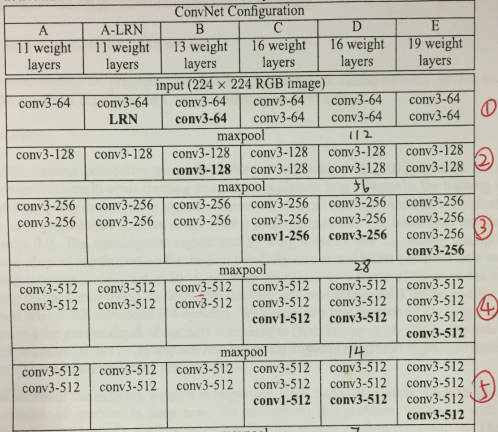 ConvNet Configuration
A A-LRN B C D E
11 weight 11 weight 13 weight 16 weight 16 weight 19 weight
layers layers layers layers layers layers
input (224 × 224 RGB image)
conv3-64 conv3-64 conv3-64 conv3-64 conv3-64 conv3-64
LRN conv3-64 conv3-64 conv3-64 conv3-64 ①
maxpool 112
conv3-128 conv3-128 conv3-128 conv3-128 conv3-128 conv3-128
conv3-128 conv3-128 conv3-128 conv3-128 ②
maxpool 56
conv3-256 conv3-256 conv3-256 conv3-256 conv3-256 conv3-256
conv3-256 conv3-256 conv3-256 conv3-256 conv3-256 conv3-256
conv1-256 conv3-256 conv3-256 ③
conv3-256
maxpool 28
conv3-512 conv3-512 conv3-512 conv3-512 conv3-512 conv3-512
conv3-512 conv3-512 conv3-512 conv3-512 conv3-512 conv3-512
conv1-512 conv3-512 conv3-512 ④
conv3-512
maxpool 14
conv3-512 conv3-512 conv3-512 conv3-512 conv3-512 conv3-512
conv3-512 conv3-512 conv3-512 conv3-512 conv3-512 conv3-512
conv1-512 conv3-512 conv3-512 ⑤
conv3-512
maxpool 7